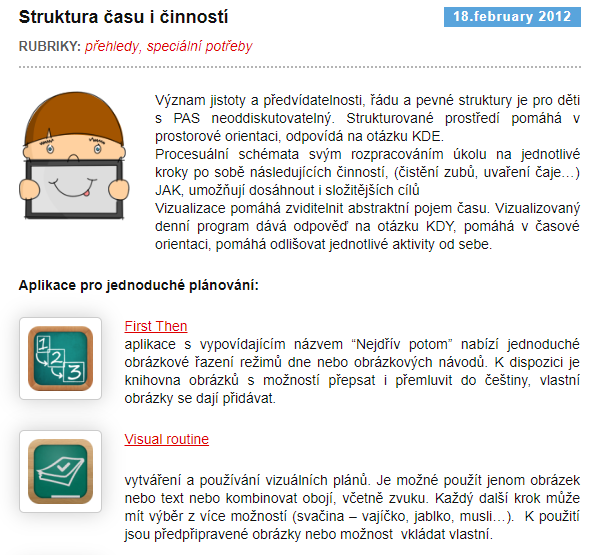 Struktura času i činností
18.february 2012
RUBRIKY: přehledy, speciální potřeby
Význam jistoty a předvídatelnosti, řádu a pevné struktury je pro děti
s PAS neoddiskutovatelný. Strukturované prostředí pomáhá v
prostorové orientaci, odpovídá na otázku KDE.
Procesuální schémata svým rozpracováním úkolu na jednotlivé
kroky po sobě následujících činností, (čistění zubů, uvaření čaje…)
JAK, umožňují dosáhnout i složitějších cílů
Vizualizace pomáhá zviditelnit abstraktní pojem času. Vizualizovaný
denní program dává odpověď na otázku KDY, pomáhá v časové
orientaci, pomáhá odlišovat jednotlivé aktivity od sebe.
Aplikace pro jednoduché plánování:
1
2
3
First Then
aplikace s vypovídajícím názvem “Nejdřív potom” nabízí jednoduché
obrázkové řazení režimů dne nebo obrázkových návodů. K dispozici je
knihovna obrázků s možností přepsat i přemluvit do češtiny, vlastní
obrázky se dají přidávat.
Visual routine
vytváření a používání vizuálních plánů. Je možné použít jenom obrázek
nebo text nebo kombinovat obojí, včetně zvuku. Každý další krok může
mít výběr z více možností (svačina – vajíčko, jablko, musli…). K použití
jsou předpřipravené obrázky nebo možnost vkládat vlastní.